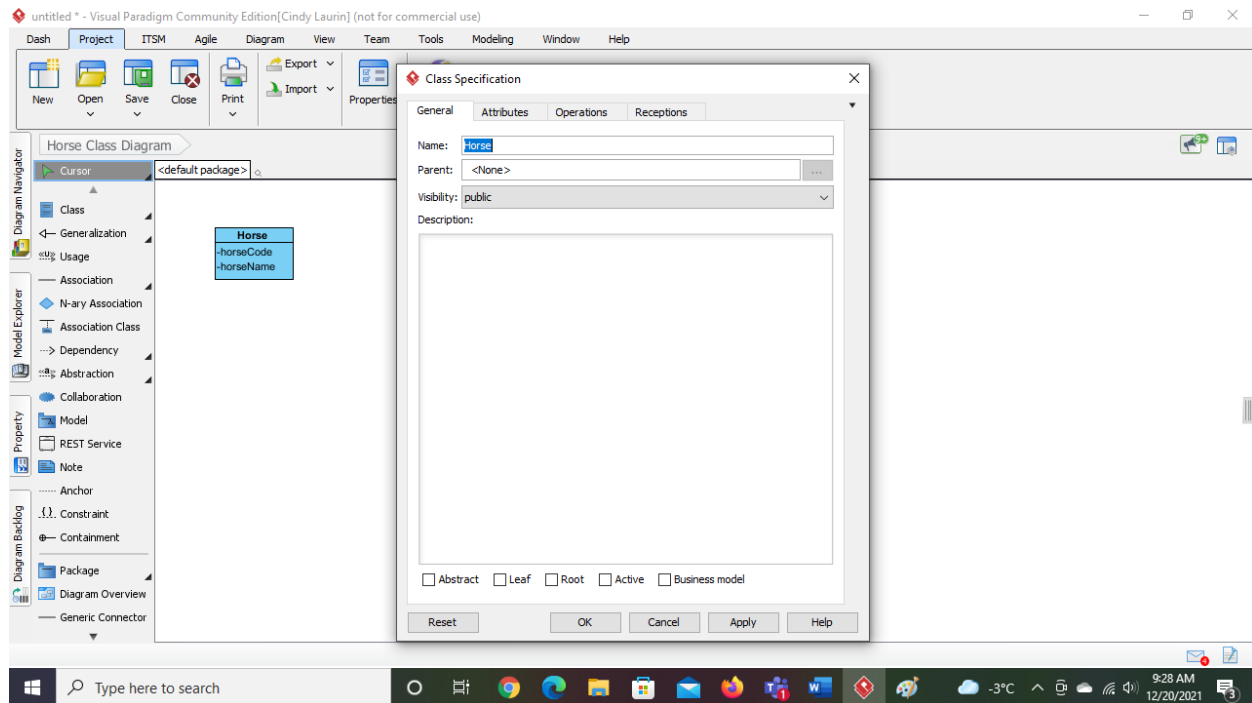 untitled * - Visual Paradigm Community Edition[Cindy Laurin] (not for commercial use)
Dash Project ITSM Agile Diagram View Team Tools Modeling Window Help
New Open Save Close Print Export Import Properties
Horse Class Diagram
Diagram Navigator
Model Explorer
Property
Diagram Backlog
Cursor
<default package>
Class
Generalization
«U» Usage
Association
N-ary Association
Association Class
Dependency
«a» Abstraction
Collaboration
Model
REST Service
Note
Anchor
{} Constraint
Containment
Package
Diagram Overview
Generic Connector
Horse
-horseCode
-horseName
Class Specification
General Attributes Operations Receptions
Name: Horse
Parent: <None> ...
Visibility: public
Description:
Abstract Leaf Root Active Business model
Reset OK Cancel Apply Help
4
Type here to search
1
-3°C
9:28 AM
12/20/2021
3